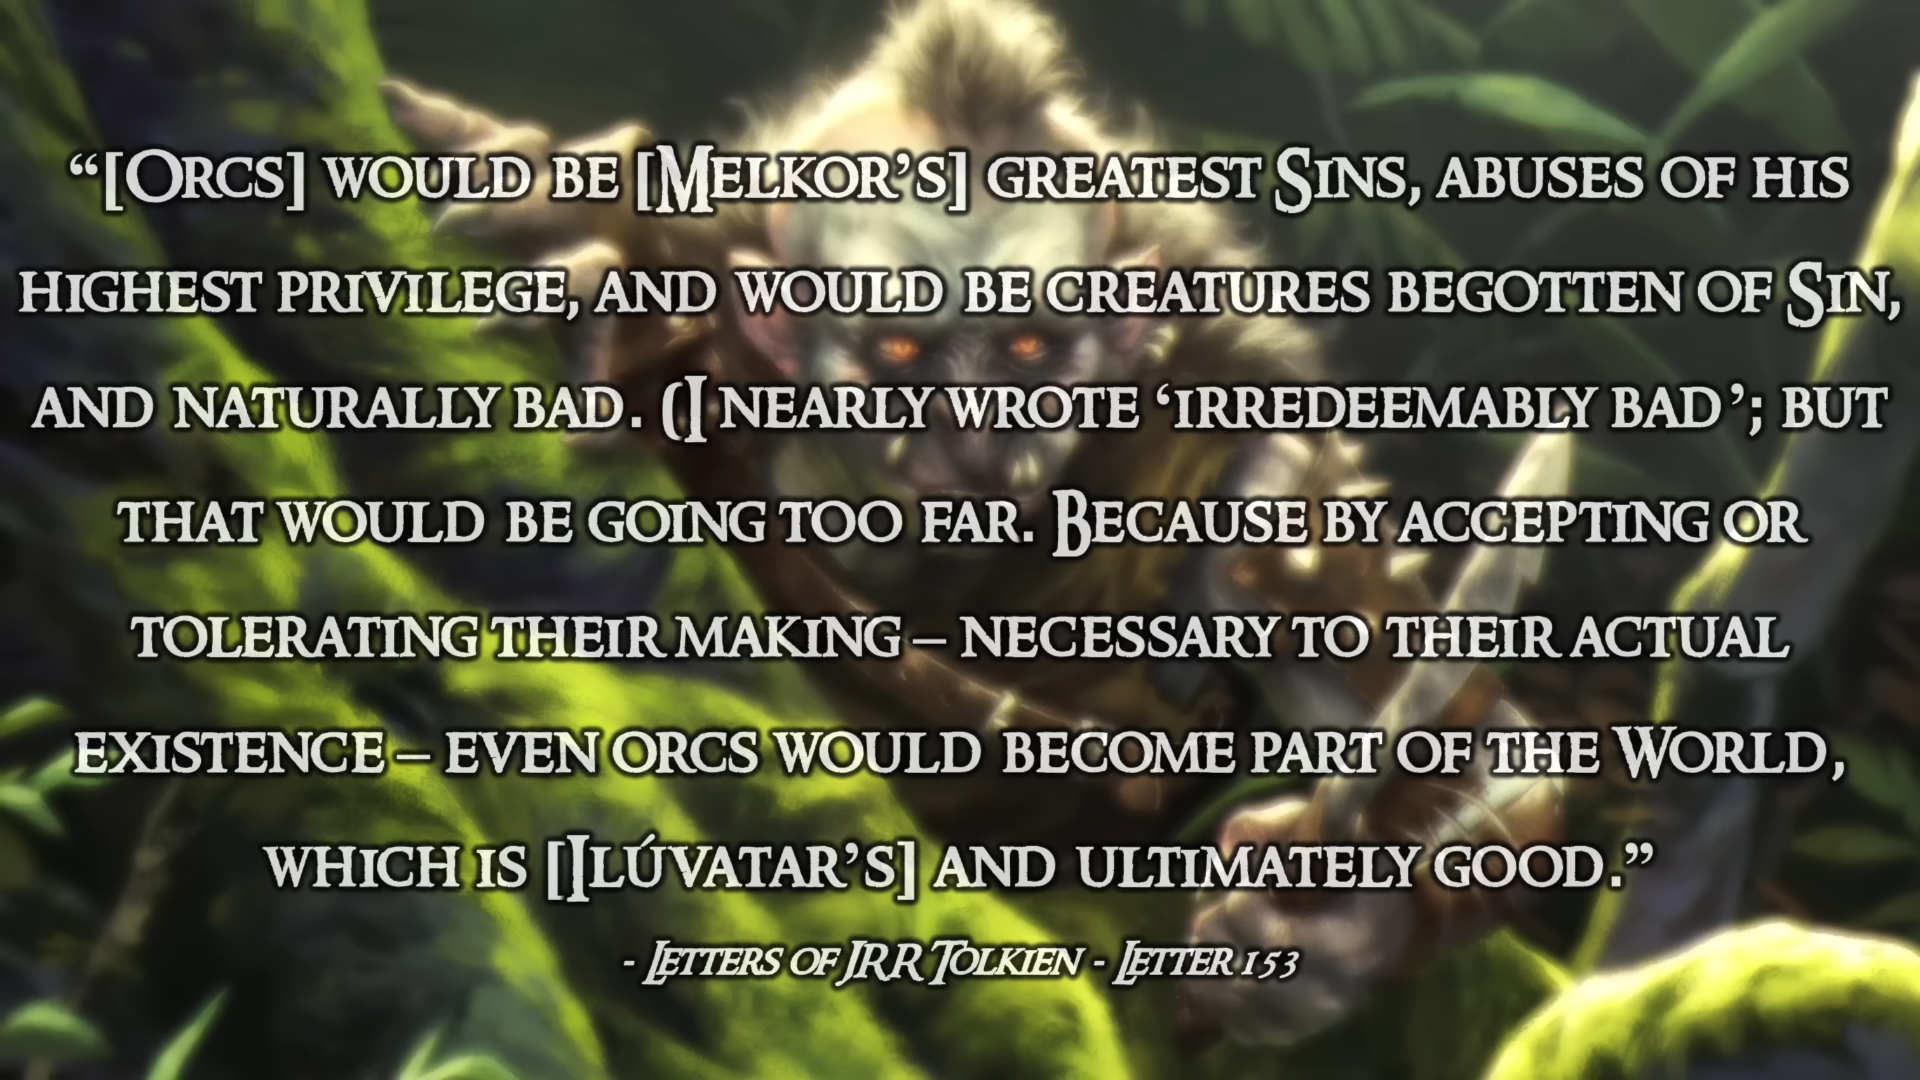 “[Orcs] would be [Melkor’s] greatest Sins, abuses of his
highest privilege, and would be creatures begotten of Sin,
and naturally bad. (I nearly wrote ‘irredeemably bad’; but
that would be going too far. Because by accepting or
tolerating their making – necessary to their actual
existence – even orcs would become part of the World,
which is [Ilúvatar’s] and ultimately good.”
- Letters of JRR Tolkien - Letter 153